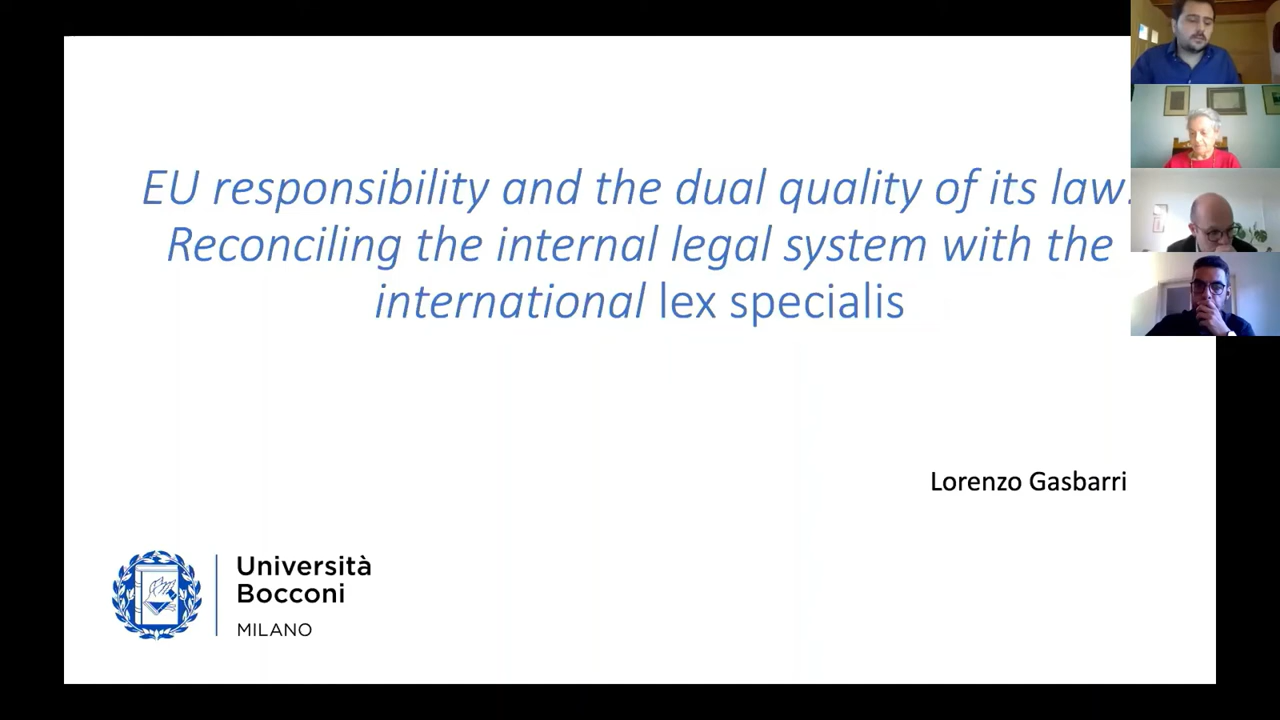 EU responsibility and the dual quality of its law.
Reconciling the internal legal system with the
international lex specialis
Lorenzo Gasbarri
Università
Bocconi
MILANO